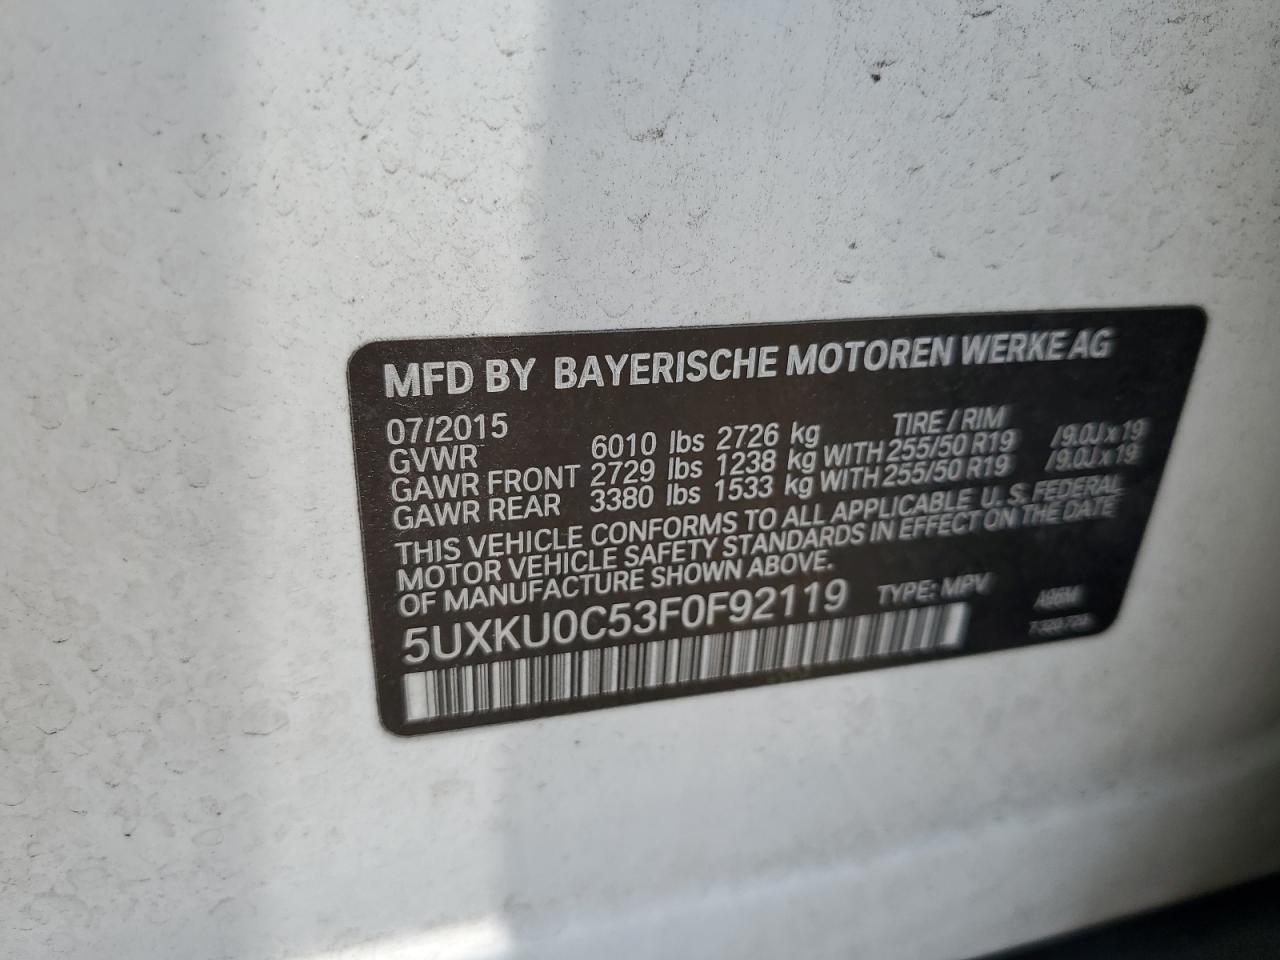 MFD BY BAYERISCHE MOTOREN WERKE AG
07/2015 TIRE / RIM
GVWR 6010 lbs 2726 kg
GAWR FRONT 2729 lbs 1238 kg WITH 255/50 R19 / 9.0J x 19
GAWR REAR 3380 lbs 1533 kg WITH 255/50 R19 / 9.0J x 19
THIS VEHICLE CONFORMS TO ALL APPLICABLE U. S. FEDERAL
MOTOR VEHICLE SAFETY STANDARDS IN EFFECT ON THE DATE
OF MANUFACTURE SHOWN ABOVE.
5UXKU0C53F0F92119 TYPE: MPV A96M